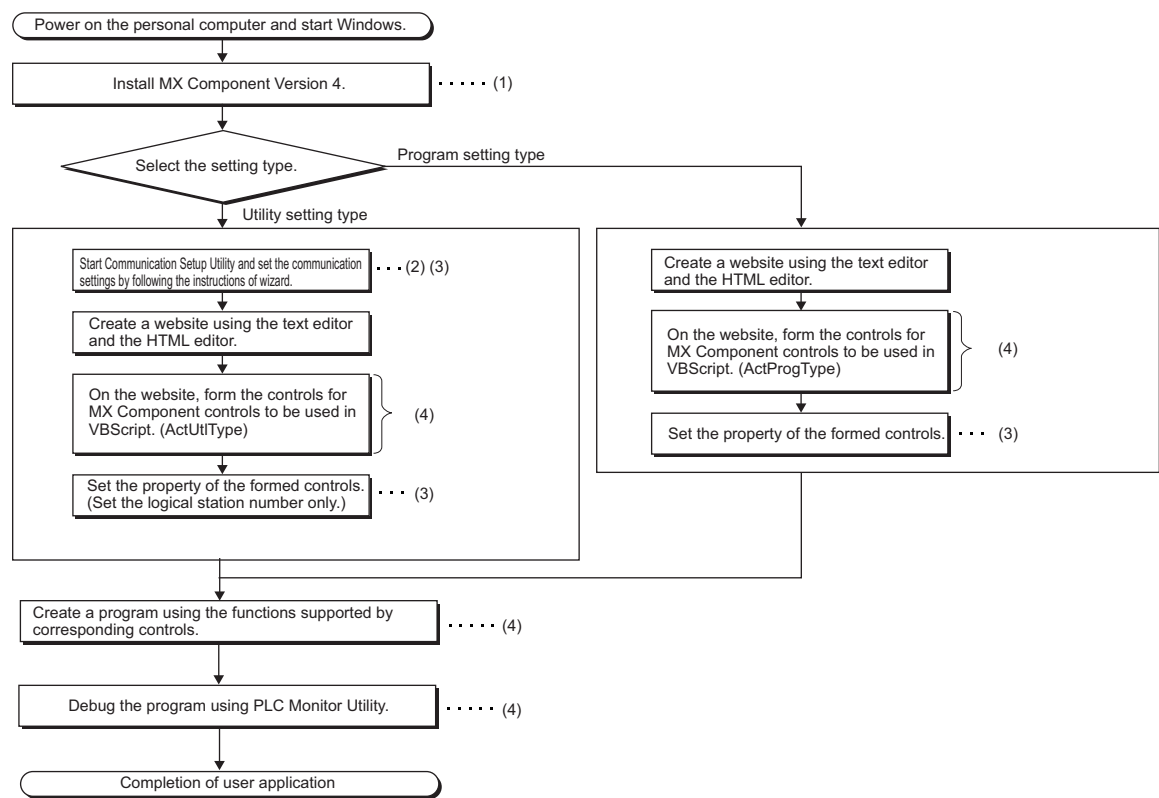 Power on the personal computer and start Windows.
Install MX Component Version 4.
(1)
Select the setting type.
Program setting type
Utility setting type
Start Communication Setup Utility and set the communication
settings by following the instructions of wizard.
(2) (3)
Create a website using the text editor
and the HTML editor.
On the website, form the controls for
MX Component controls to be used in
VBScript. (ActUtlType)
(4)
Set the property of the formed controls.
(Set the logical station number only.)
(3)
Create a website using the text editor
and the HTML editor.
On the website, form the controls for
MX Component controls to be used in
VBScript. (ActProgType)
(4)
Set the property of the formed controls.
(3)
Create a program using the functions supported by
corresponding controls.
(4)
Debug the program using PLC Monitor Utility.
(4)
Completion of user application